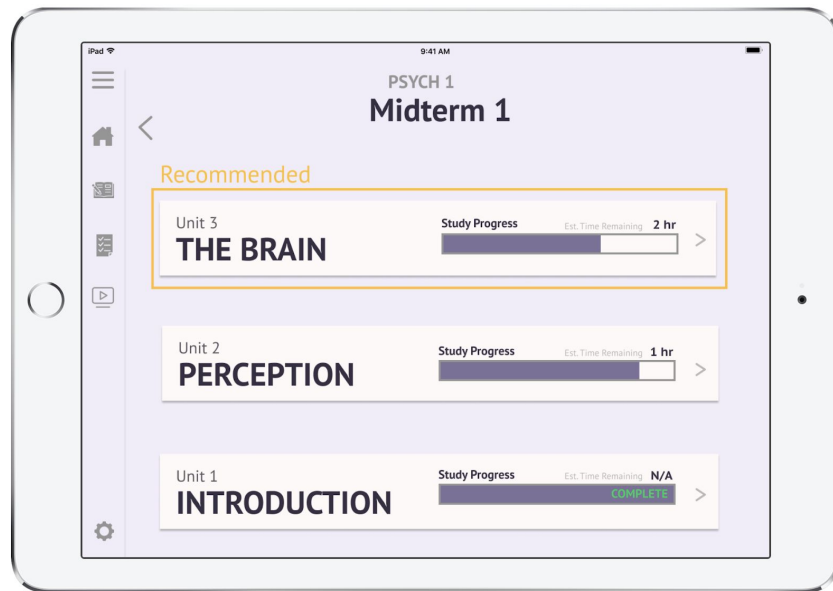 iPad
9:41 AM
PSYCH 1
Midterm 1
Recommended
Unit 3
THE BRAIN
Study Progress
Est. Time Remaining 2 hr
Unit 2
PERCEPTION
Study Progress
Est. Time Remaining 1 hr
Unit 1
INTRODUCTION
Study Progress
Est. Time Remaining N/A
COMPLETE